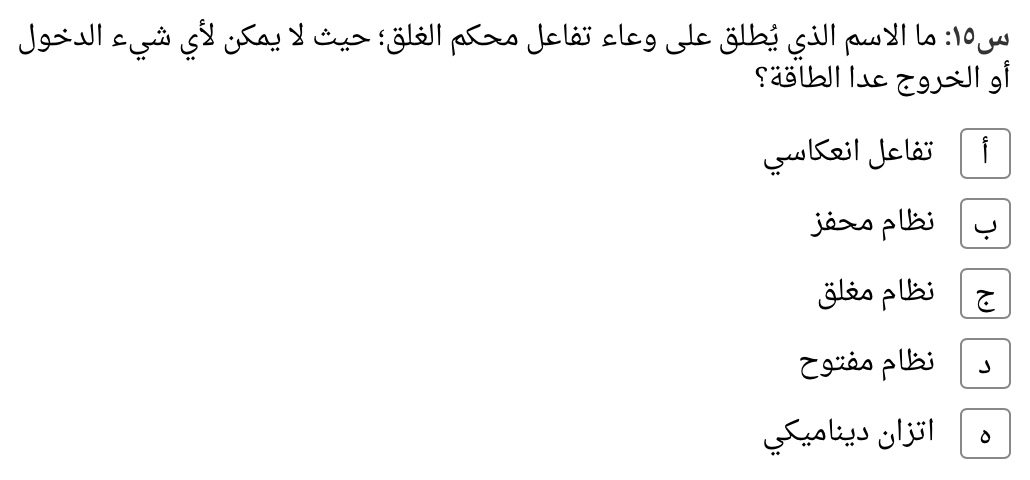 س١٥: ما الاسم الذي يُطلق على وعاء تفاعل محكم الغلق؛ حيث لا يمكن لأي شيء الدخول
أو الخروج عدا الطاقة؟
أ تفاعل انعكاسي
ب نظام محفز
ج نظام مغلق
د نظام مفتوح
ه اتزان ديناميكي